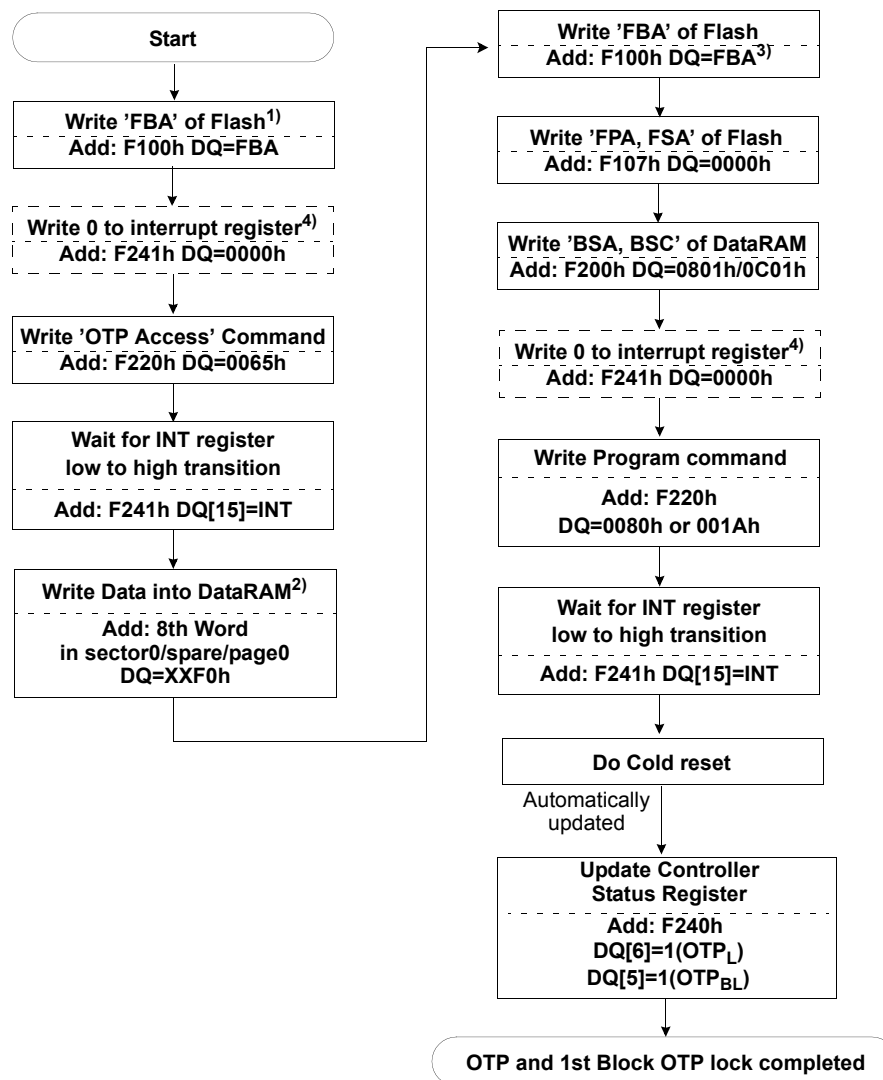 Start
Write ’FBA’ of Flash1)
Add: F100h DQ=FBA
Write 0 to interrupt register4)
Add: F241h DQ=0000h
Write ’OTP Access’ Command
Add: F220h DQ=0065h
Wait for INT register
low to high transition
Add: F241h DQ[15]=INT
Write Data into DataRAM2)
Add: 8th Word
in sector0/spare/page0
DQ=XXF0h
Write ’FBA’ of Flash
Add: F100h DQ=FBA3)
Write ’FPA, FSA’ of Flash
Add: F107h DQ=0000h
Write ’BSA, BSC’ of DataRAM
Add: F200h DQ=0801h/0C01h
Write 0 to interrupt register4)
Add: F241h DQ=0000h
Write Program command
Add: F220h
DQ=0080h or 001Ah
Wait for INT register
low to high transition
Add: F241h DQ[15]=INT
Do Cold reset
Automatically
updated
Update Controller
Status Register
Add: F240h
DQ[6]=1(OTPL)
DQ[5]=1(OTPBL)
OTP and 1st Block OTP lock completed